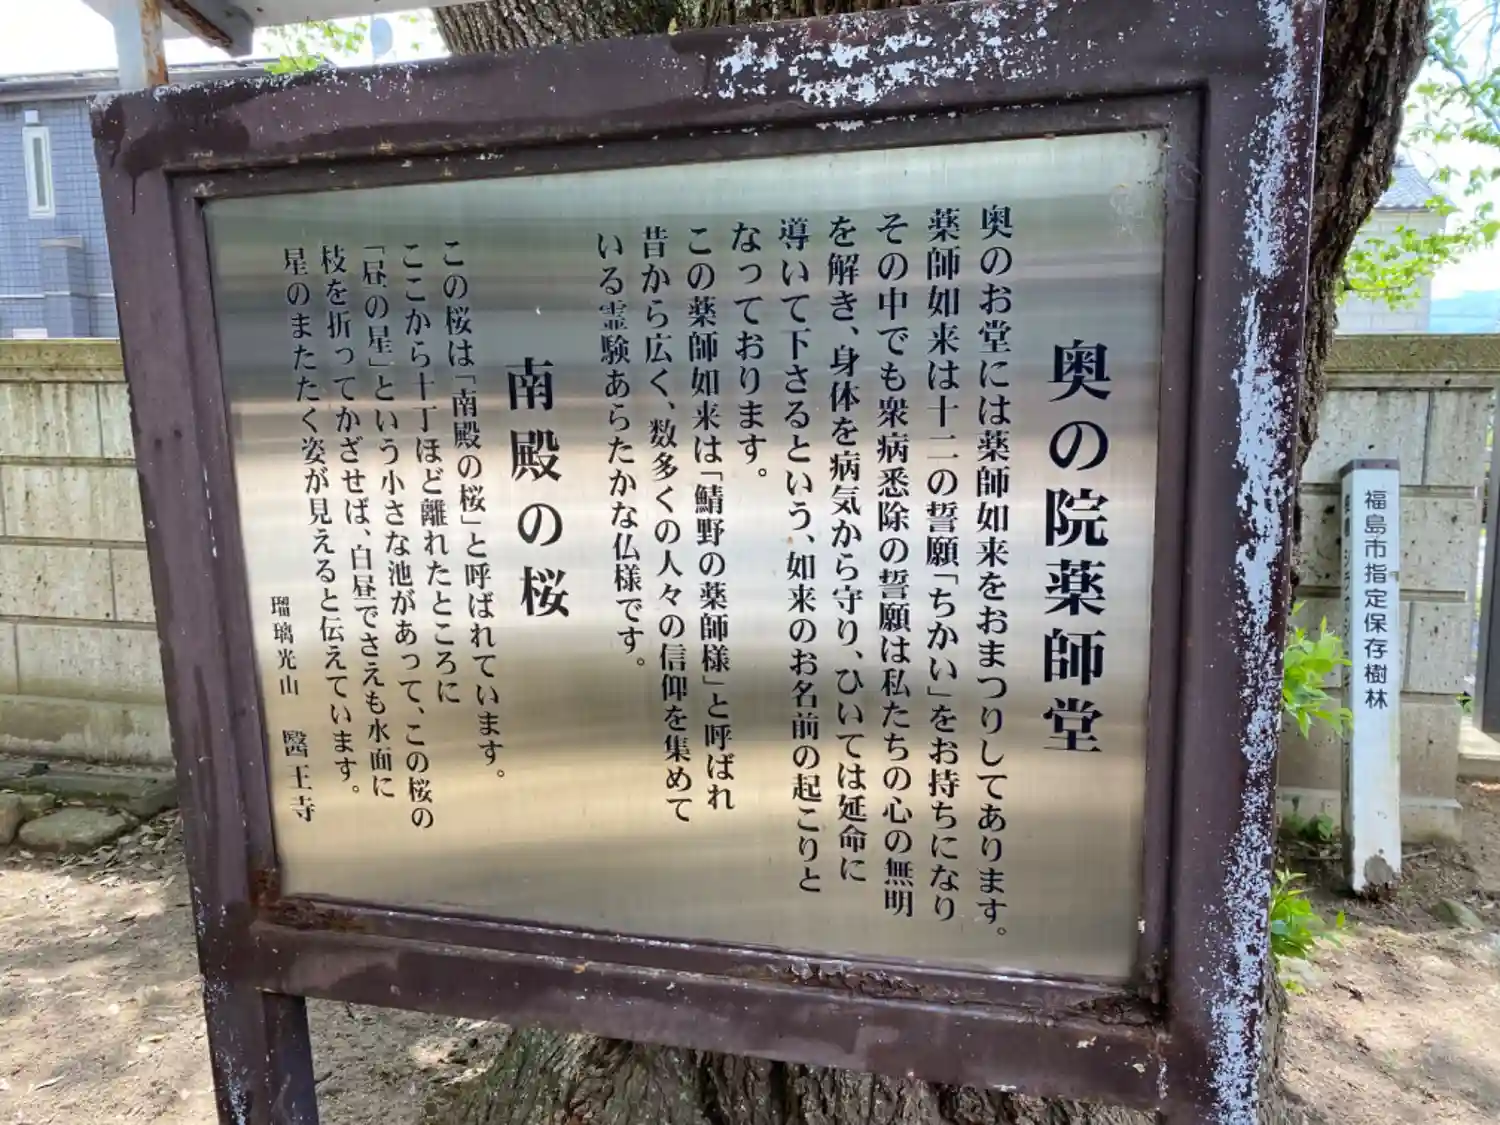 奥の院薬師堂
奥のお堂には薬師如来をおまつりしてあります。
薬師如来は十二の誓願「ちかい」をお持ちになり
その中でも衆病悉除の誓願は私たちの心の無明
を解き、身体を病気から守り、ひいては延命に
導いて下さるという、如来のお名前の起こりと
なっております。
この薬師如来は「鯖野の薬師様」と呼ばれ
昔から広く、数多くの人々の信仰を集めて
いる霊験あらたかな仏様です。
南殿の桜
この桜は「南殿の桜」と呼ばれています。
ここから十丁ほど離れたところに
「昼の星」という小さな池があって、この桜の
枝を折ってかざせば、白昼でさえも水面に
星のまたたく姿が見えると伝えています。
瑠璃光山 醫王寺
福島市指定保存樹林